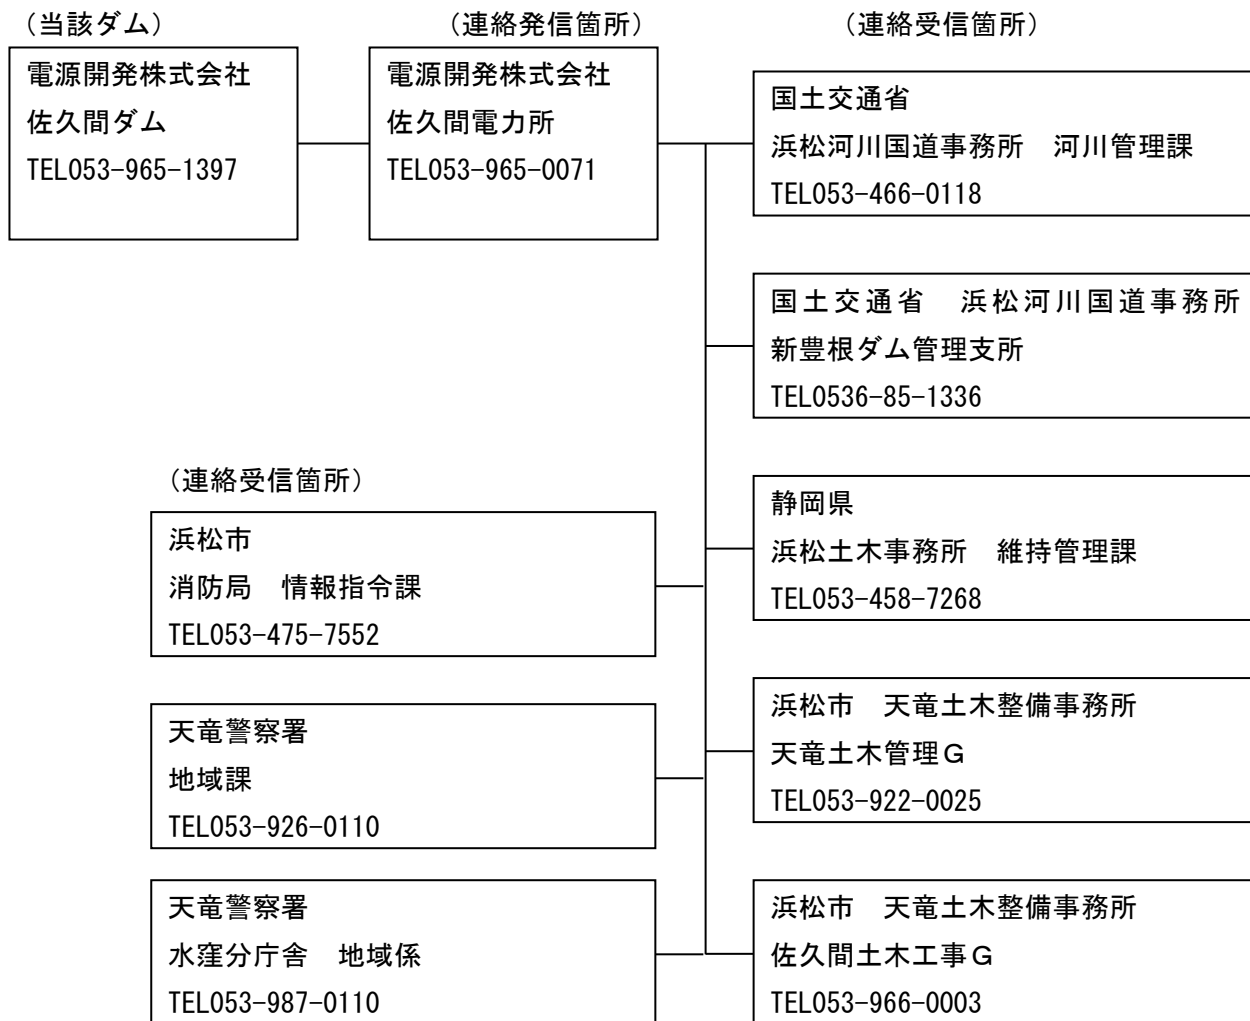 （当該ダム）
電源開発株式会社
佐久間ダム
TEL053-965-1397
（連絡発信箇所）
電源開発株式会社
佐久間電力所
TEL053-965-0071
（連絡受信箇所）
国土交通省
浜松河川国道事務所　河川管理課
TEL053-466-0118
国土交通省　浜松河川国道事務所
新豊根ダム管理支所
TEL0536-85-1336
静岡県
浜松土木事務所　維持管理課
TEL053-458-7268
浜松市　天竜土木整備事務所
天竜土木管理Ｇ
TEL053-922-0025
浜松市　天竜土木整備事務所
佐久間土木工事Ｇ
TEL053-966-0003
（連絡受信箇所）
浜松市
消防局　情報指令課
TEL053-475-7552
天竜警察署
地域課
TEL053-926-0110
天竜警察署
水窪分庁舎　地域係
TEL053-987-0110